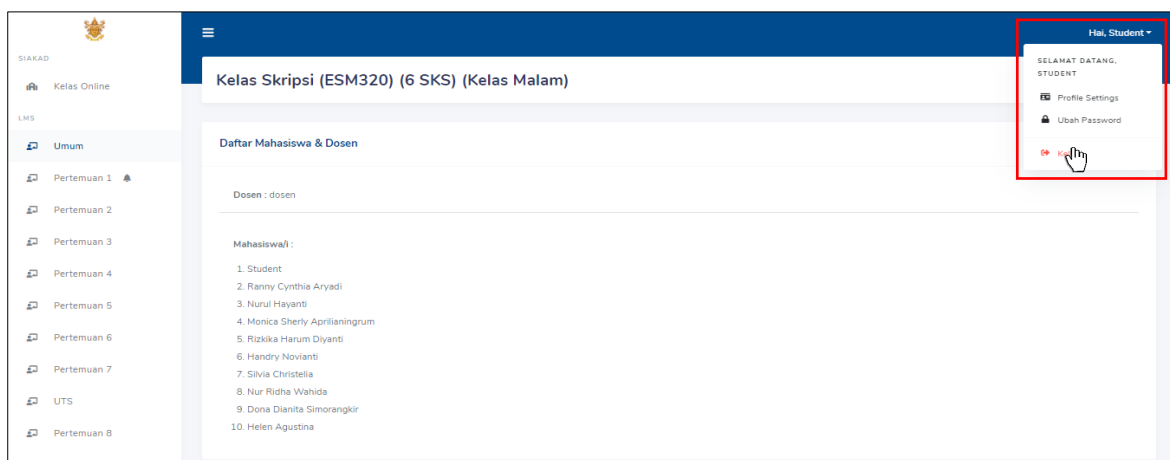 Hai, Student
SIAKAD
Kelas Online
LMS
Umum
Pertemuan 1
Pertemuan 2
Pertemuan 3
Pertemuan 4
Pertemuan 5
Pertemuan 6
Pertemuan 7
UTS
Pertemuan 8
Kelas Skripsi (ESM320) (6 SKS) (Kelas Malam)
Daftar Mahasiswa & Dosen
Dosen : dosen
Mahasiswa/i :
1. Student
2. Ranny Cynthia Aryadi
3. Nurul Hayanti
4. Monica Sherly Aprilianingrum
5. Rizkika Harum Diyanti
6. Handry Novianti
7. Silvia Christelia
8. Nur Ridha Wahida
9. Dona Dianita Simorangkir
10. Helen Agustina
SELAMAT DATANG,
STUDENT
Profile Settings
Ubah Password